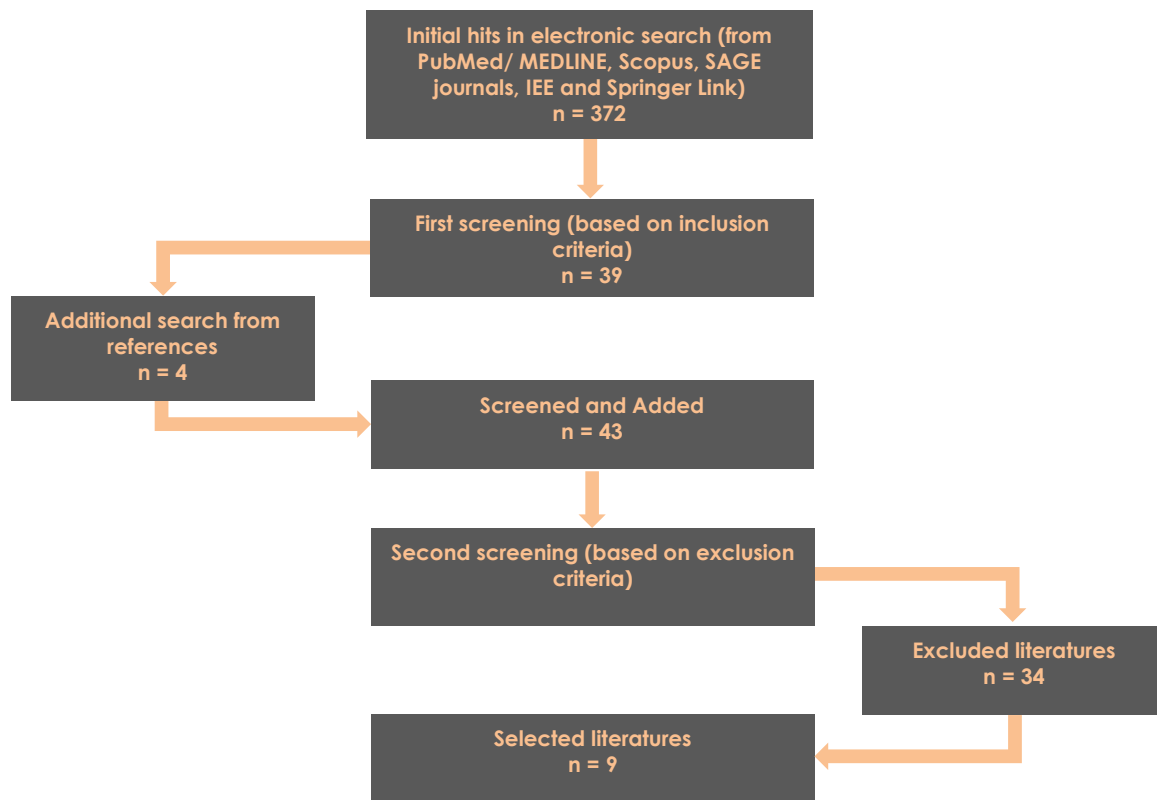 Initial hits in electronic search (from
PubMed/ MEDLINE, Scopus, SAGE
journals, IEE and Springer Link)
n = 372
First screening (based on inclusion
criteria)
n = 39
Additional search from
references
n = 4
Screened and Added
n = 43
Second screening (based on exclusion
criteria)
Excluded literatures
n = 34
Selected literatures
n = 9